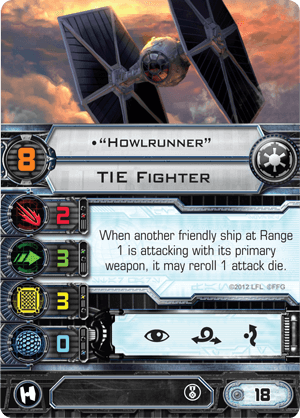 •“Howlrunner”
8
TIE Fighter
2
3
3
0
When another friendly ship at Range
1 is attacking with its primary
weapon, it may reroll 1 attack die.
©2012 LFL ©FFG
18